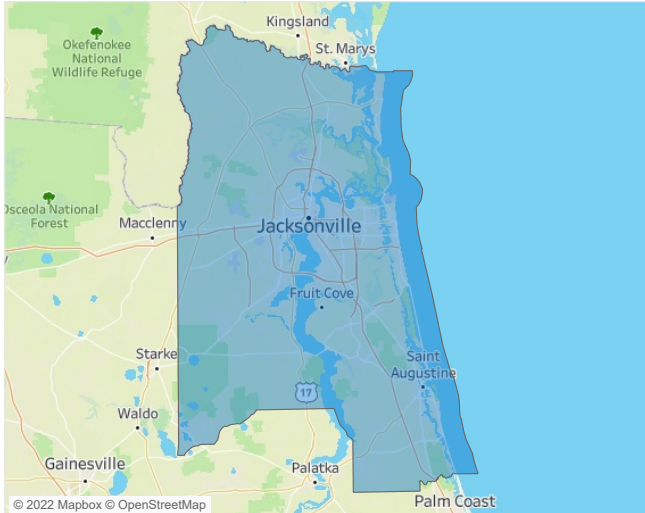 Kingsland
Okefenokee
National
Wildlife Refuge
St. Marys
Osceola National
Forest
Macclenny
Jacksonville
Fruit Cove
Starke
Saint
Augustine
17
Waldo
Gainesville
Palatka
Palm Coast
© 2022 Mapbox © OpenStreetMap